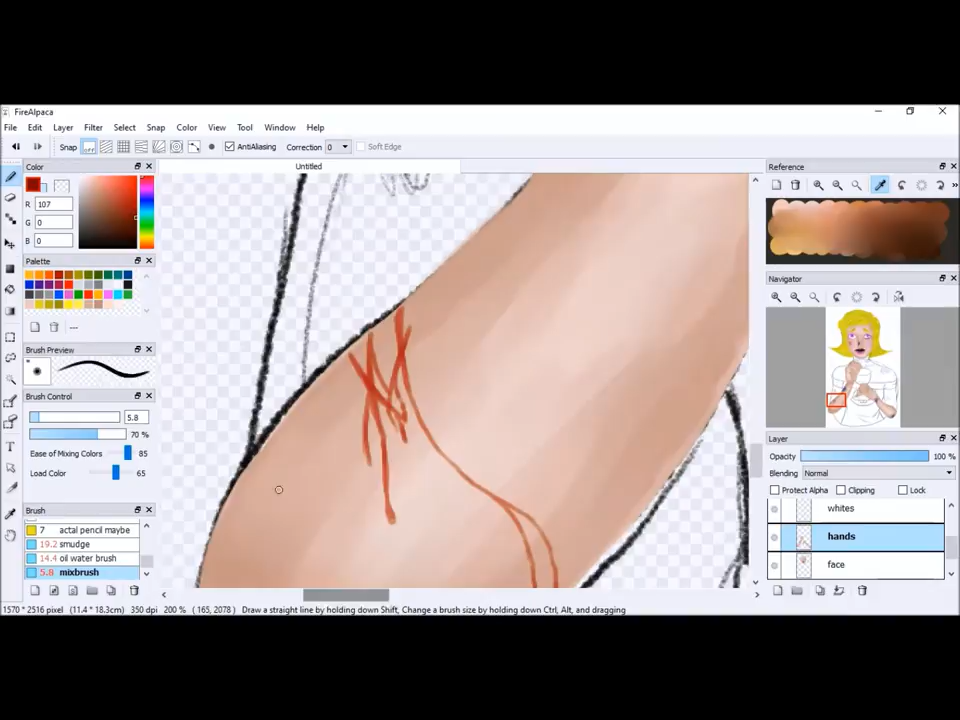 FireAlpaca
File Edit Layer Filter Select Snap Color View Tool Window Help
Snap off AntiAliasing Correction 0 Soft Edge
Color
Untitled
Reference
R 107
G 0
B 0
Palette
---
Navigator
Brush Preview
Brush Control
5.8
70 %
Ease of Mixing Colors 85
Load Color 65
Layer
Opacity 100 %
Blending Normal
Protect Alpha Clipping Lock
whites
hands
face
Brush
7 actal pencil maybe
19.2 smudge
14.4 oil water brush
5.8 mixbrush
1570 * 2516 pixel (11.4 * 18.3cm) 350 dpi 200 % ( 165, 2078 ) Draw a straight line by holding down Shift, Change a brush size by holding down Ctrl, Alt, and dragging